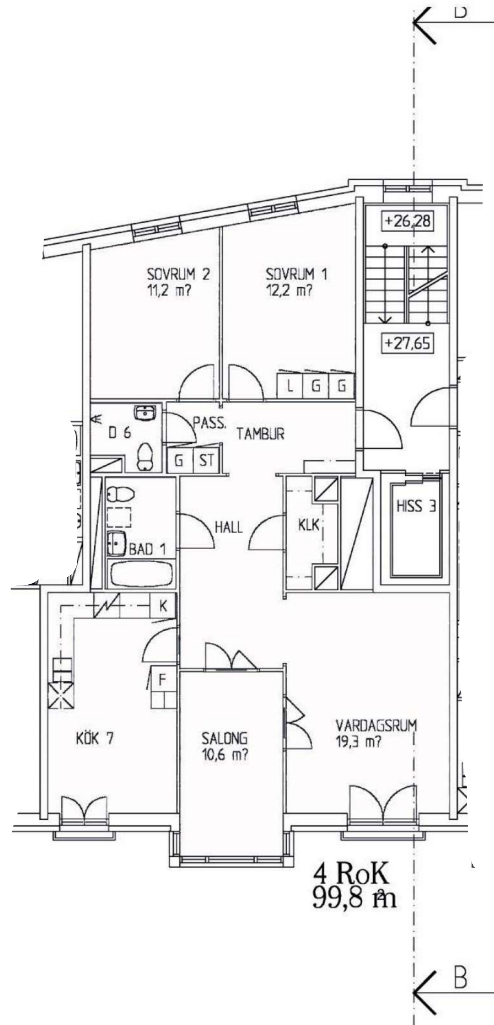 +26,28
SOVRUM 2
11,2 m?
SOVRUM 1
12,2 m?
+27,65
L G G
D 6
PASS.
TAMBUR
G ST
HALL
KLK
HISS 3
BAD 1
K
F
KÖK 7
SALONG
10,6 m?
VARDAGSRUM
19,3 m?
4 RoK
99,8 m²
B